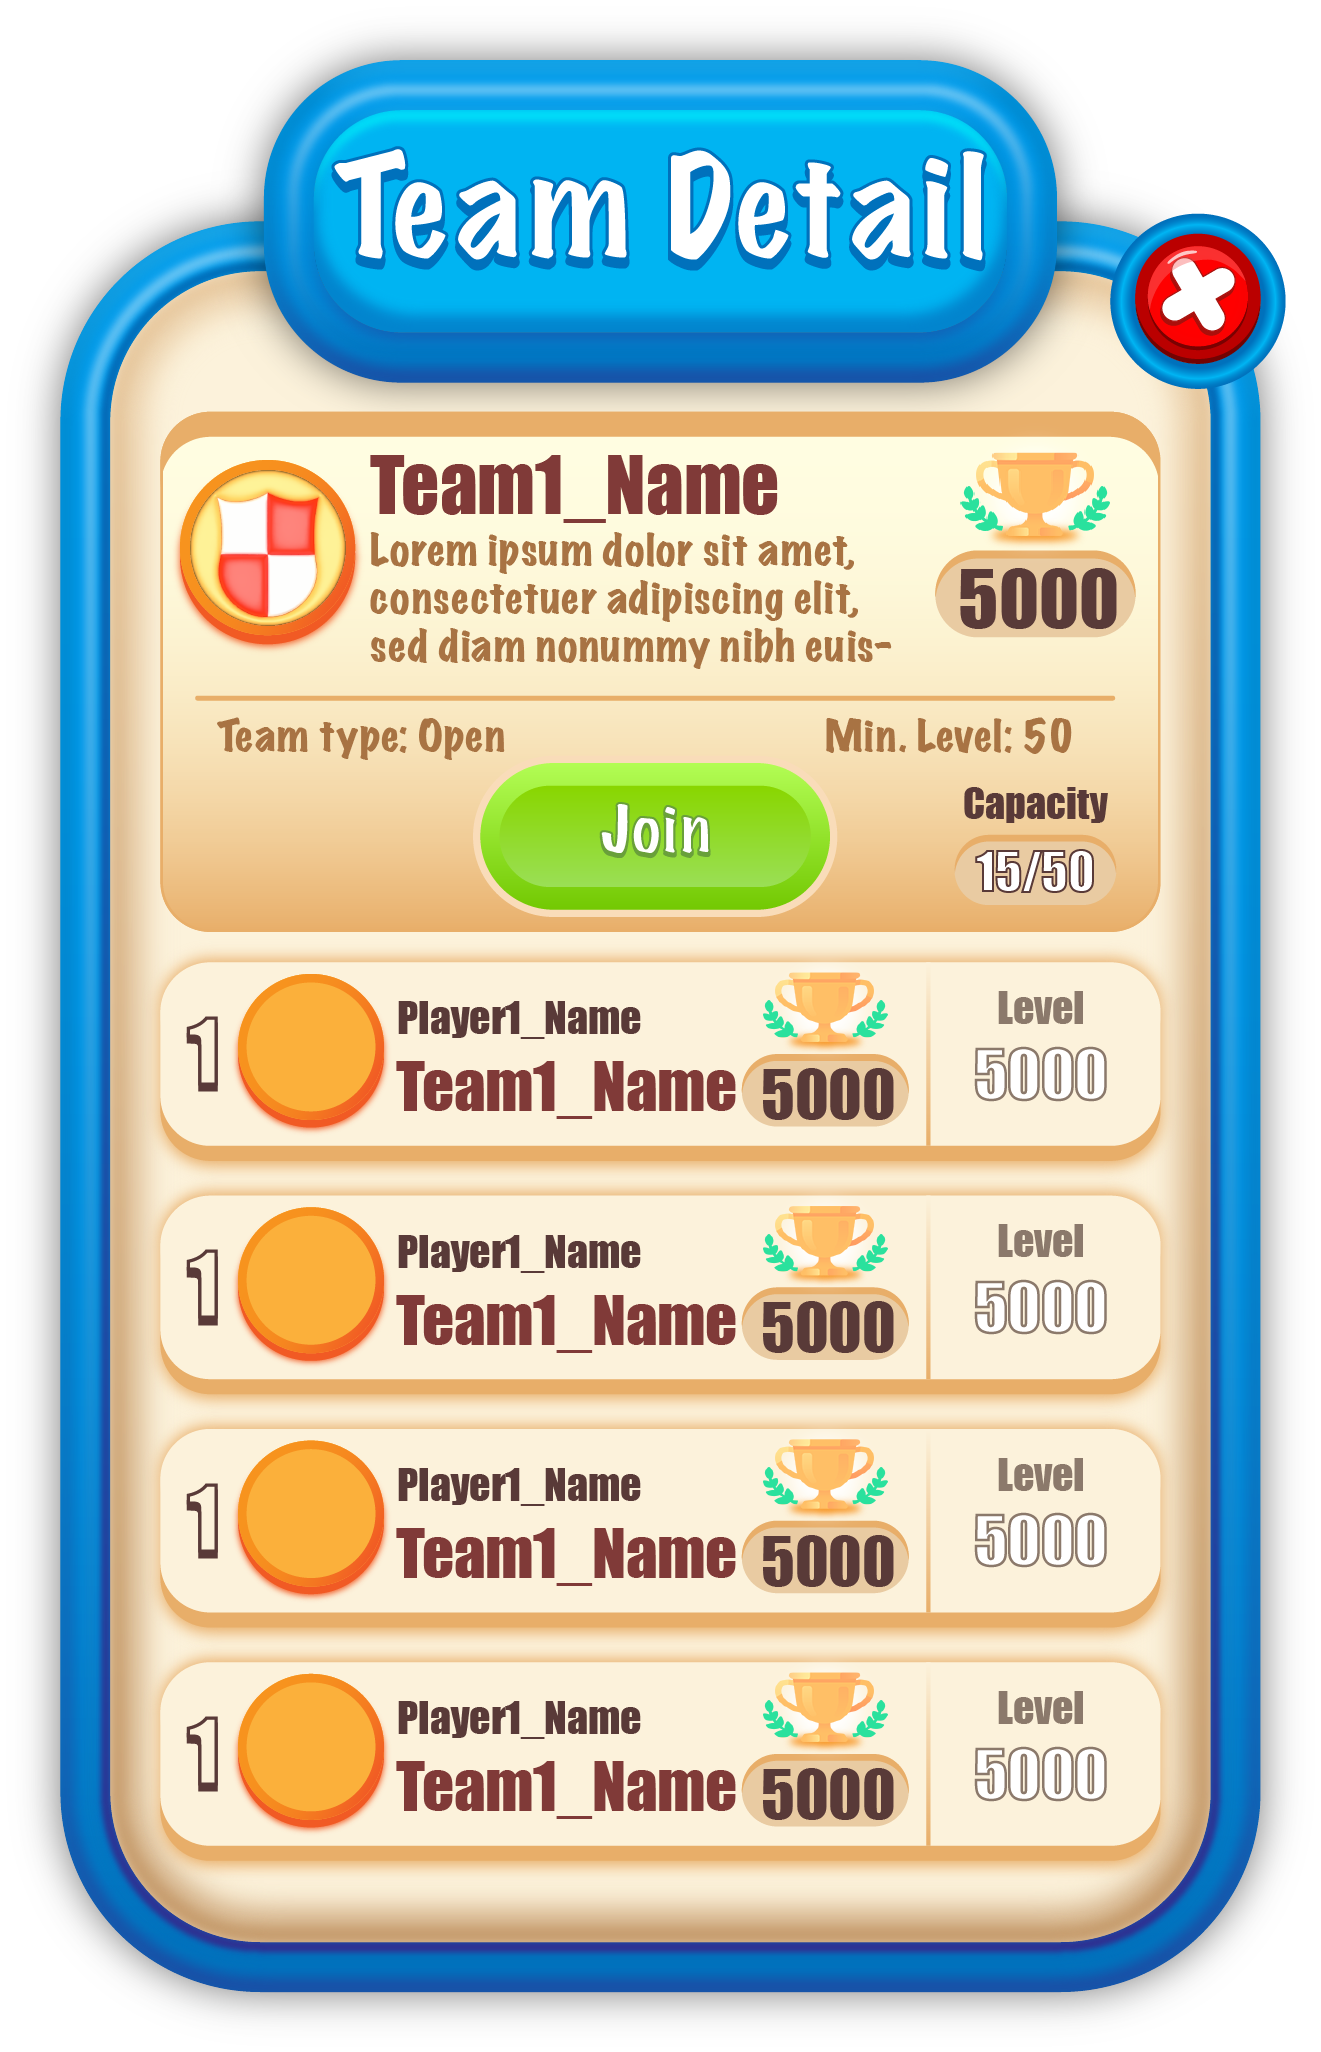 Team Detail
Team1_Name
Lorem ipsum dolor sit amet,
consectetuer adipiscing elit,
sed diam nonummy nibh euis-
5000
Team type: Open
Min. Level: 50
Join
Capacity
15/50
1
Player1_Name
Team1_Name
5000
Level
5000
1
Player1_Name
Team1_Name
5000
Level
5000
1
Player1_Name
Team1_Name
5000
Level
5000
1
Player1_Name
Team1_Name
5000
Level
5000